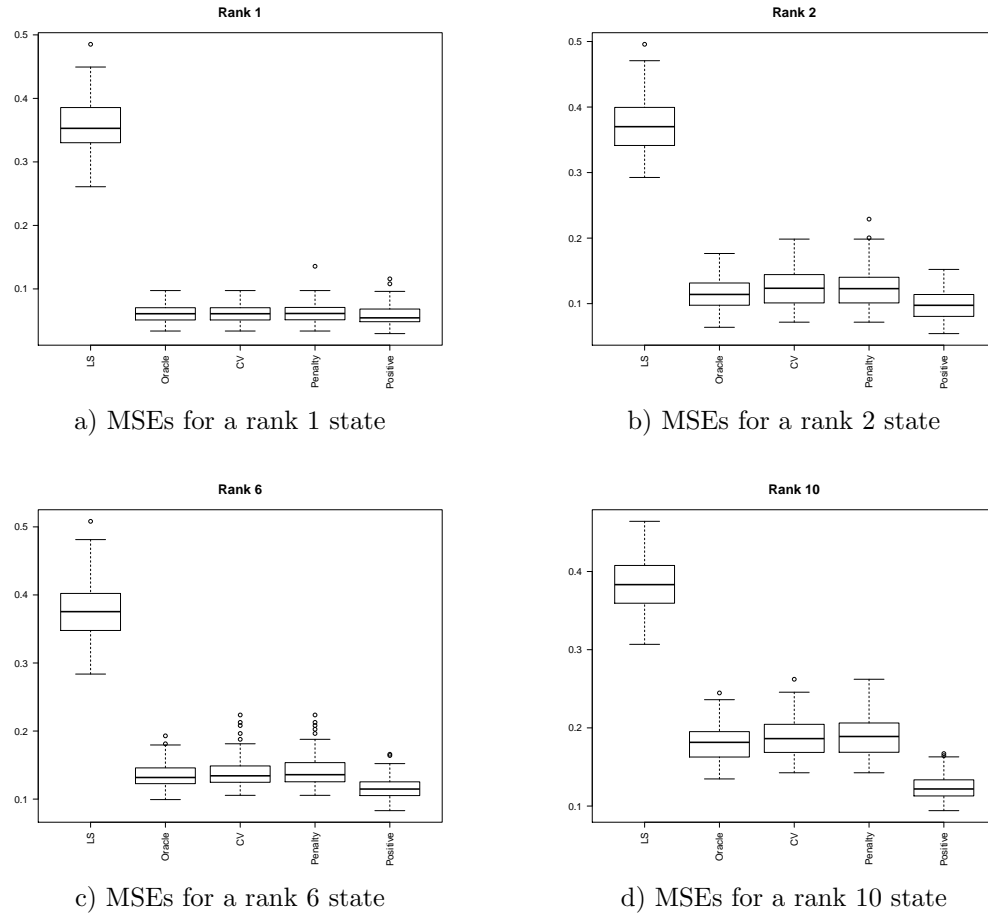 Rank 1
0.5
0.4
0.3
0.2
0.1
LS
Oracle
CV
Penalty
Positive
a) MSEs for a rank 1 state
Rank 2
0.5
0.4
0.3
0.2
0.1
LS
Oracle
CV
Penalty
Positive
b) MSEs for a rank 2 state
Rank 6
0.5
0.4
0.3
0.2
0.1
LS
Oracle
CV
Penalty
Positive
c) MSEs for a rank 6 state
Rank 10
0.4
0.3
0.2
0.1
LS
Oracle
CV
Penalty
Positive
d) MSEs for a rank 10 state